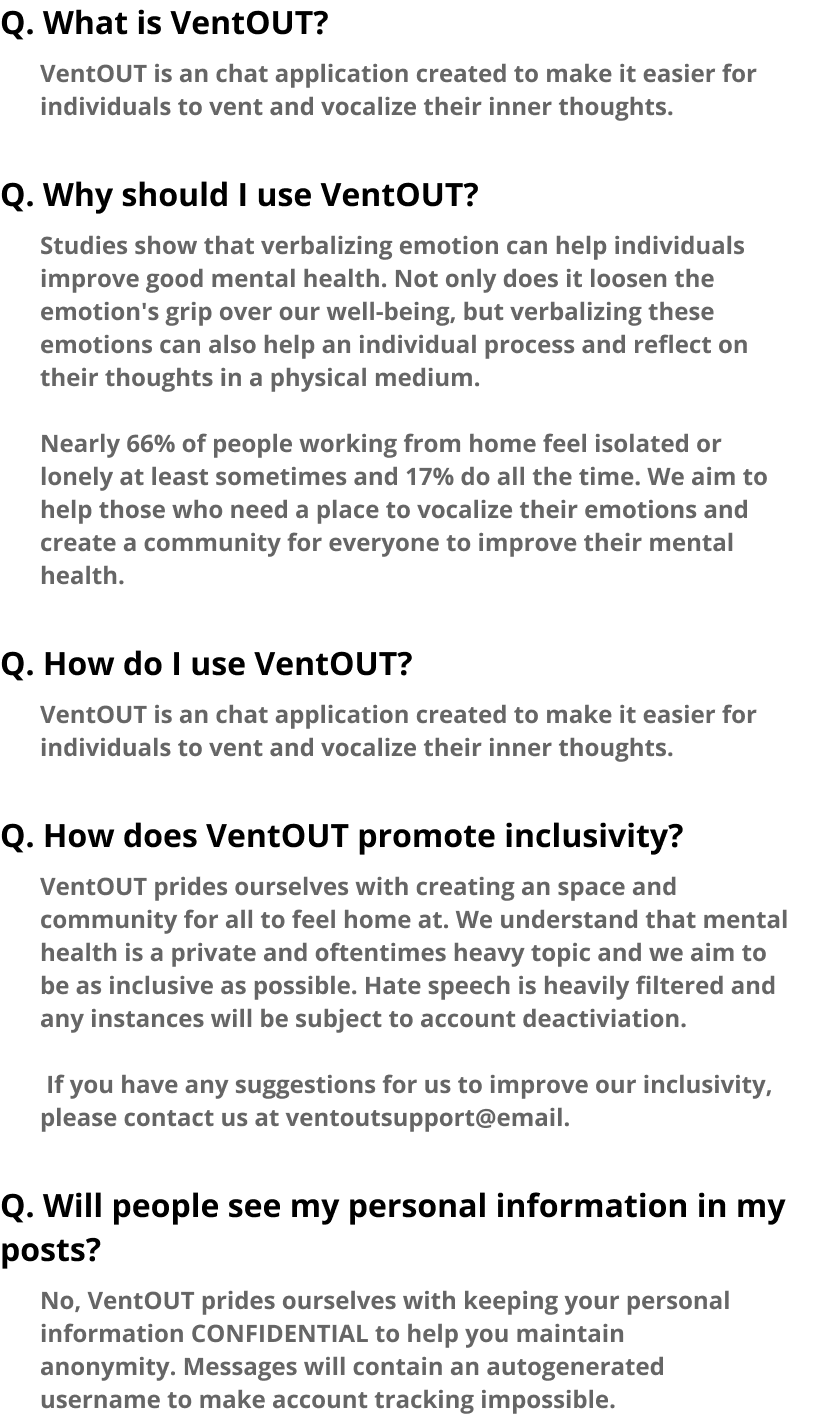 Q. What is VentOUT?
VentOUT is an chat application created to make it easier for
individuals to vent and vocalize their inner thoughts.
Q. Why should I use VentOUT?
Studies show that verbalizing emotion can help individuals
improve good mental health. Not only does it loosen the
emotion's grip over our well-being, but verbalizing these
emotions can also help an individual process and reflect on
their thoughts in a physical medium.
Nearly 66% of people working from home feel isolated or
lonely at least sometimes and 17% do all the time. We aim to
help those who need a place to vocalize their emotions and
create a community for everyone to improve their mental
health.
Q. How do I use VentOUT?
VentOUT is an chat application created to make it easier for
individuals to vent and vocalize their inner thoughts.
Q. How does VentOUT promote inclusivity?
VentOUT prides ourselves with creating an space and
community for all to feel home at. We understand that mental
health is a private and oftentimes heavy topic and we aim to
be as inclusive as possible. Hate speech is heavily filtered and
any instances will be subject to account deactiviation.
If you have any suggestions for us to improve our inclusivity,
please contact us at ventoutsupport@email.
Q. Will people see my personal information in my
posts?
No, VentOUT prides ourselves with keeping your personal
information CONFIDENTIAL to help you maintain
anonymity. Messages will contain an autogenerated
username to make account tracking impossible.